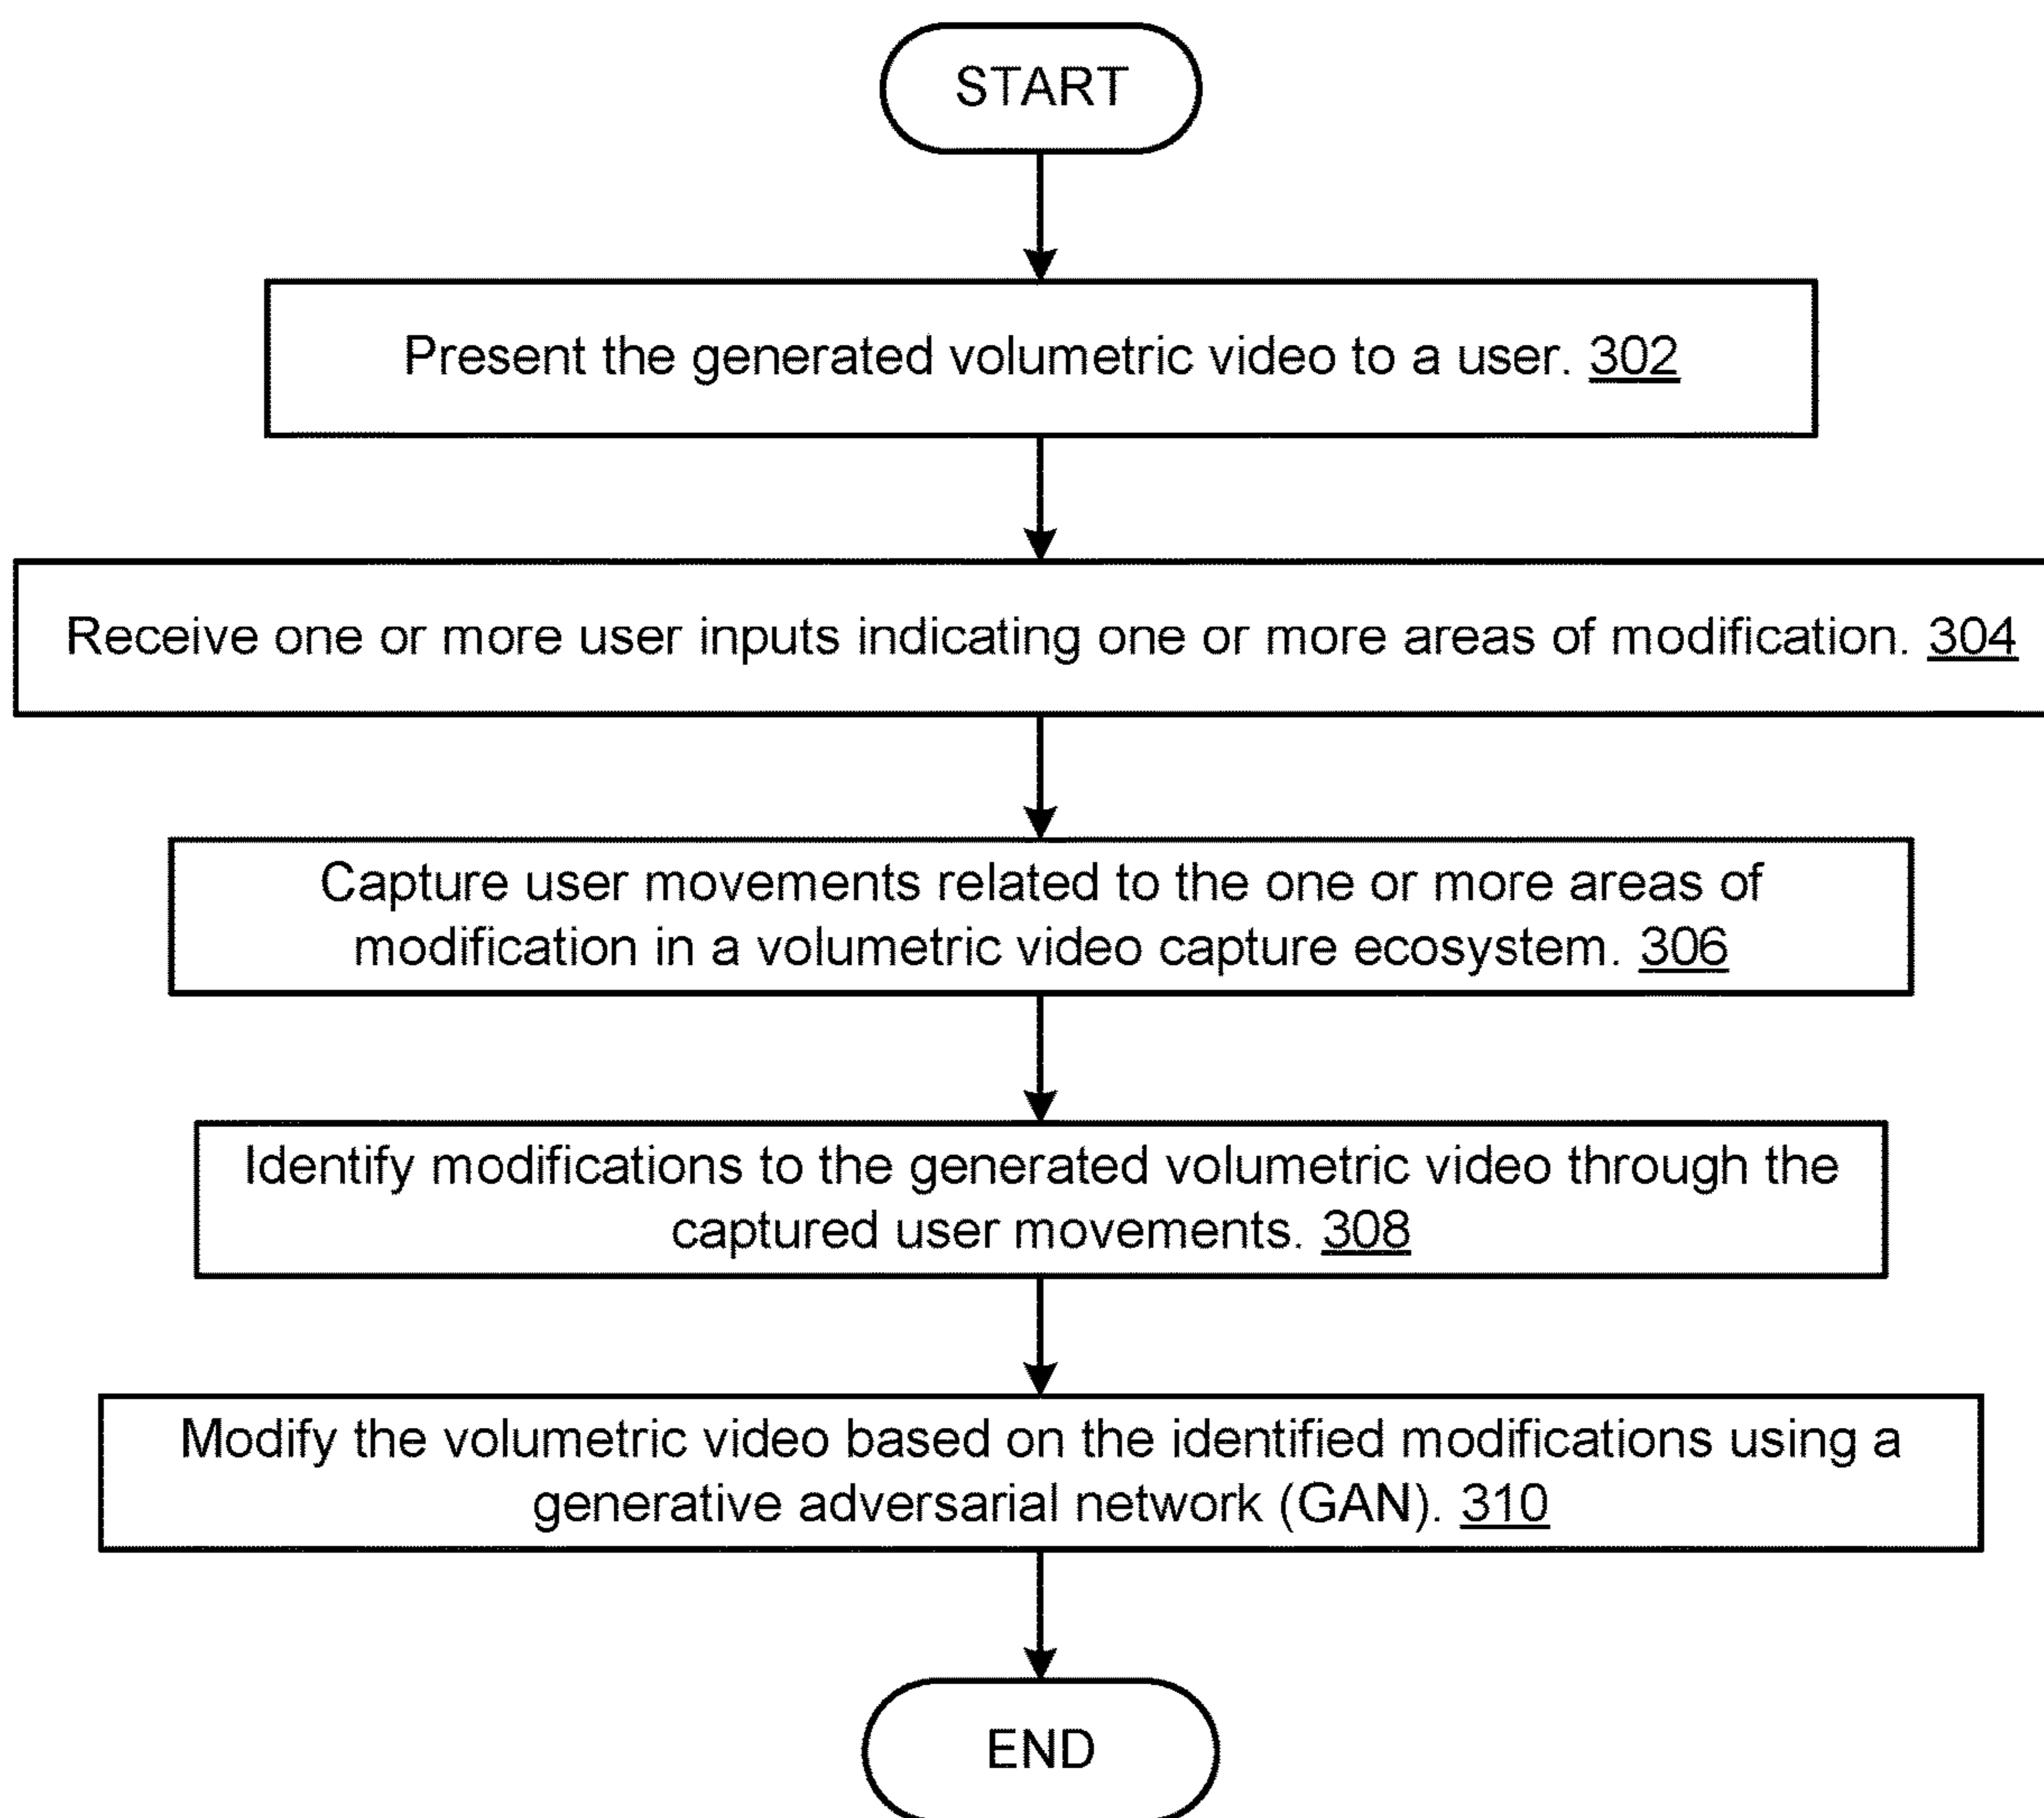 START
Present the generated volumetric video to a user. 302
Receive one or more user inputs indicating one or more areas of modification. 304
Capture user movements related to the one or more areas of
modification in a volumetric video capture ecosystem. 306
Identify modifications to the generated volumetric video through the
captured user movements. 308
Modify the volumetric video based on the identified modifications using a
generative adversarial network (GAN). 310
END